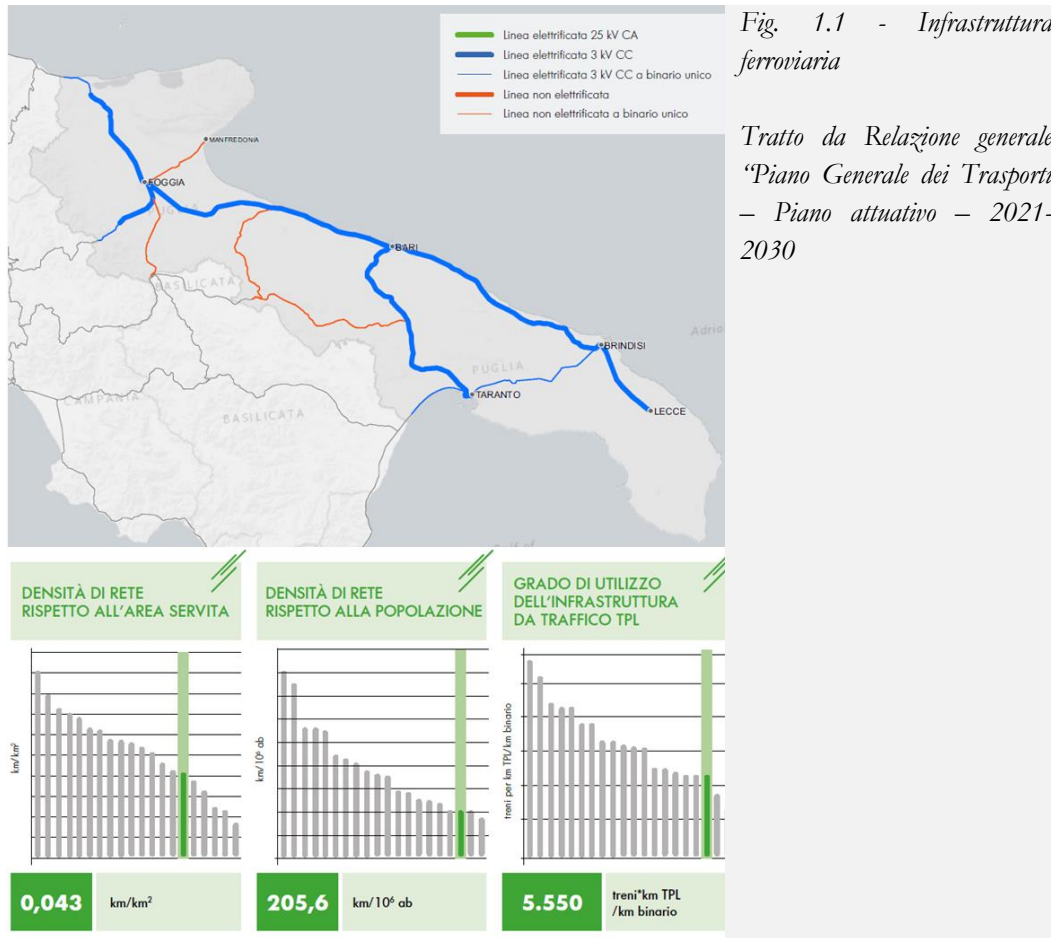 Linea elettrificata 25 kV CA
Linea elettrificata 3 kV CC
Linea elettrificata 3 kV CC a binario unico
Linea non elettrificata
Linea non elettrificata a binario unico
MANFREDONIA
FOGGIA
PUGLIA
BARI
BASILICATA
BRINDISI
PUGLIA
TARANTO
CAMPANIA
BASILICATA
LECCE
Fig. 1.1 - Infrastruttura
ferroviaria
Tratto da Relazione generale
“Piano Generale dei Trasporti
– Piano attuativo – 2021-
2030
DENSITÀ DI RETE
RISPETTO ALL’AREA SERVITA
km/km²
0,043 km/km²
DENSITÀ DI RETE
RISPETTO ALLA POPOLAZIONE
km/10⁶ ab
205,6 km/10⁶ ab
GRADO DI UTILIZZO
DELL’INFRASTRUTTURA
DA TRAFFICO TPL
treni per km TPL/km binario
5.550 treni*km TPL
/km binario